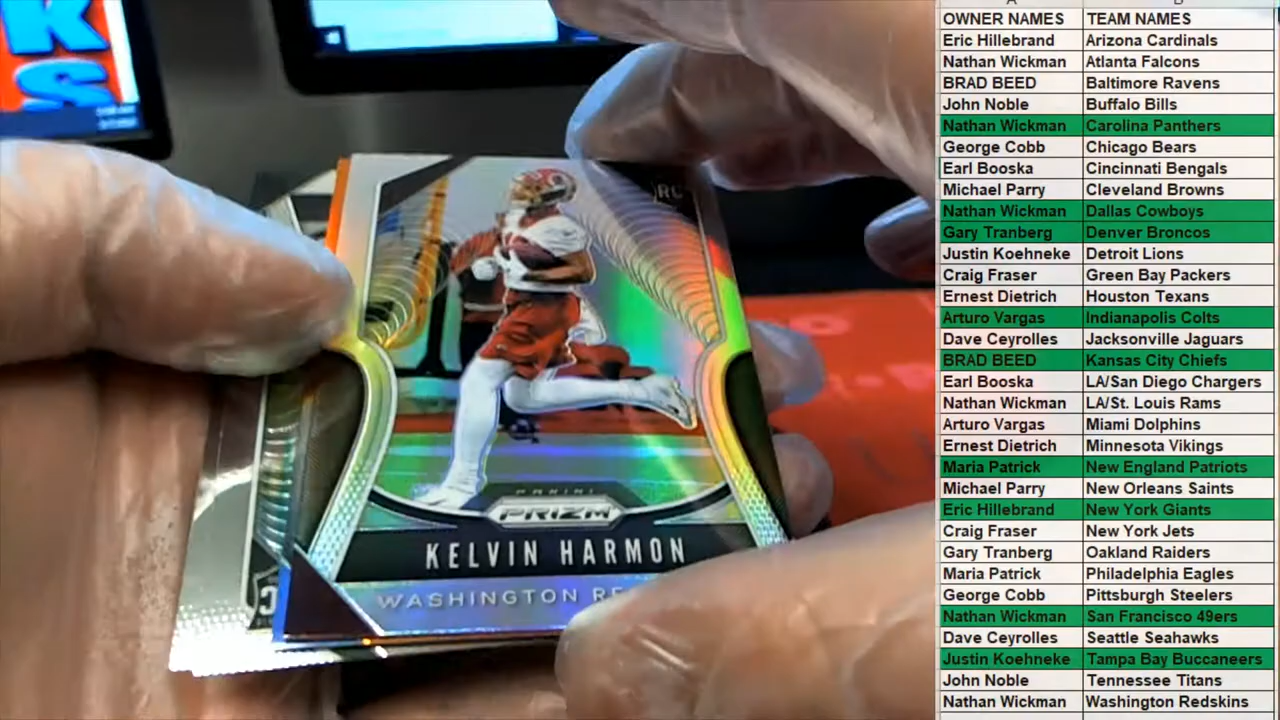 K
S
RC
PANINI
PRIZM
KELVIN HARMON
WASHINGTON
OWNER NAMES TEAM NAMES
Eric Hillebrand Arizona Cardinals
Nathan Wickman Atlanta Falcons
BRAD BEED Baltimore Ravens
John Noble Buffalo Bills
Nathan Wickman Carolina Panthers
George Cobb Chicago Bears
Earl Booska Cincinnati Bengals
Michael Parry Cleveland Browns
Nathan Wickman Dallas Cowboys
Gary Tranberg Denver Broncos
Justin Koehneke Detroit Lions
Craig Fraser Green Bay Packers
Ernest Dietrich Houston Texans
Arturo Vargas Indianapolis Colts
Dave Ceyrolles Jacksonville Jaguars
BRAD BEED Kansas City Chiefs
Earl Booska LA/San Diego Chargers
Nathan Wickman LA/St. Louis Rams
Arturo Vargas Miami Dolphins
Ernest Dietrich Minnesota Vikings
Maria Patrick New England Patriots
Michael Parry New Orleans Saints
Eric Hillebrand New York Giants
Craig Fraser New York Jets
Gary Tranberg Oakland Raiders
Maria Patrick Philadelphia Eagles
George Cobb Pittsburgh Steelers
Nathan Wickman San Francisco 49ers
Dave Ceyrolles Seattle Seahawks
Justin Koehneke Tampa Bay Buccaneers
John Noble Tennessee Titans
Nathan Wickman Washington Redskins